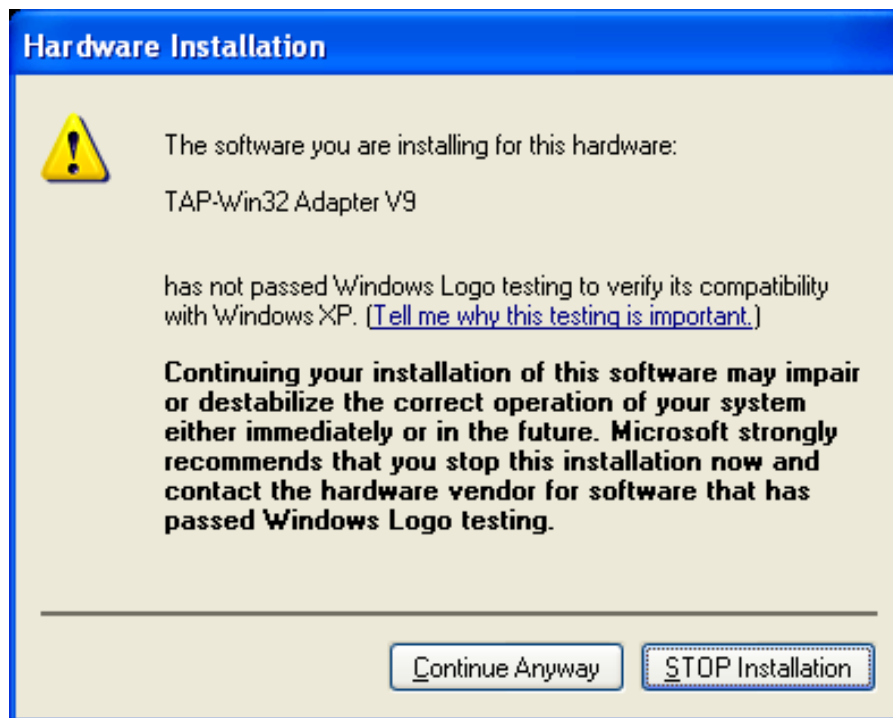 Hardware Installation
The software you are installing for this hardware:
TAP-Win32 Adapter V9
has not passed Windows Logo testing to verify its compatibility
with Windows XP. (Tell me why this testing is important.)
Continuing your installation of this software may impair
or destabilize the correct operation of your system
either immediately or in the future. Microsoft strongly
recommends that you stop this installation now and
contact the hardware vendor for software that has
passed Windows Logo testing.
Continue Anyway
STOP Installation